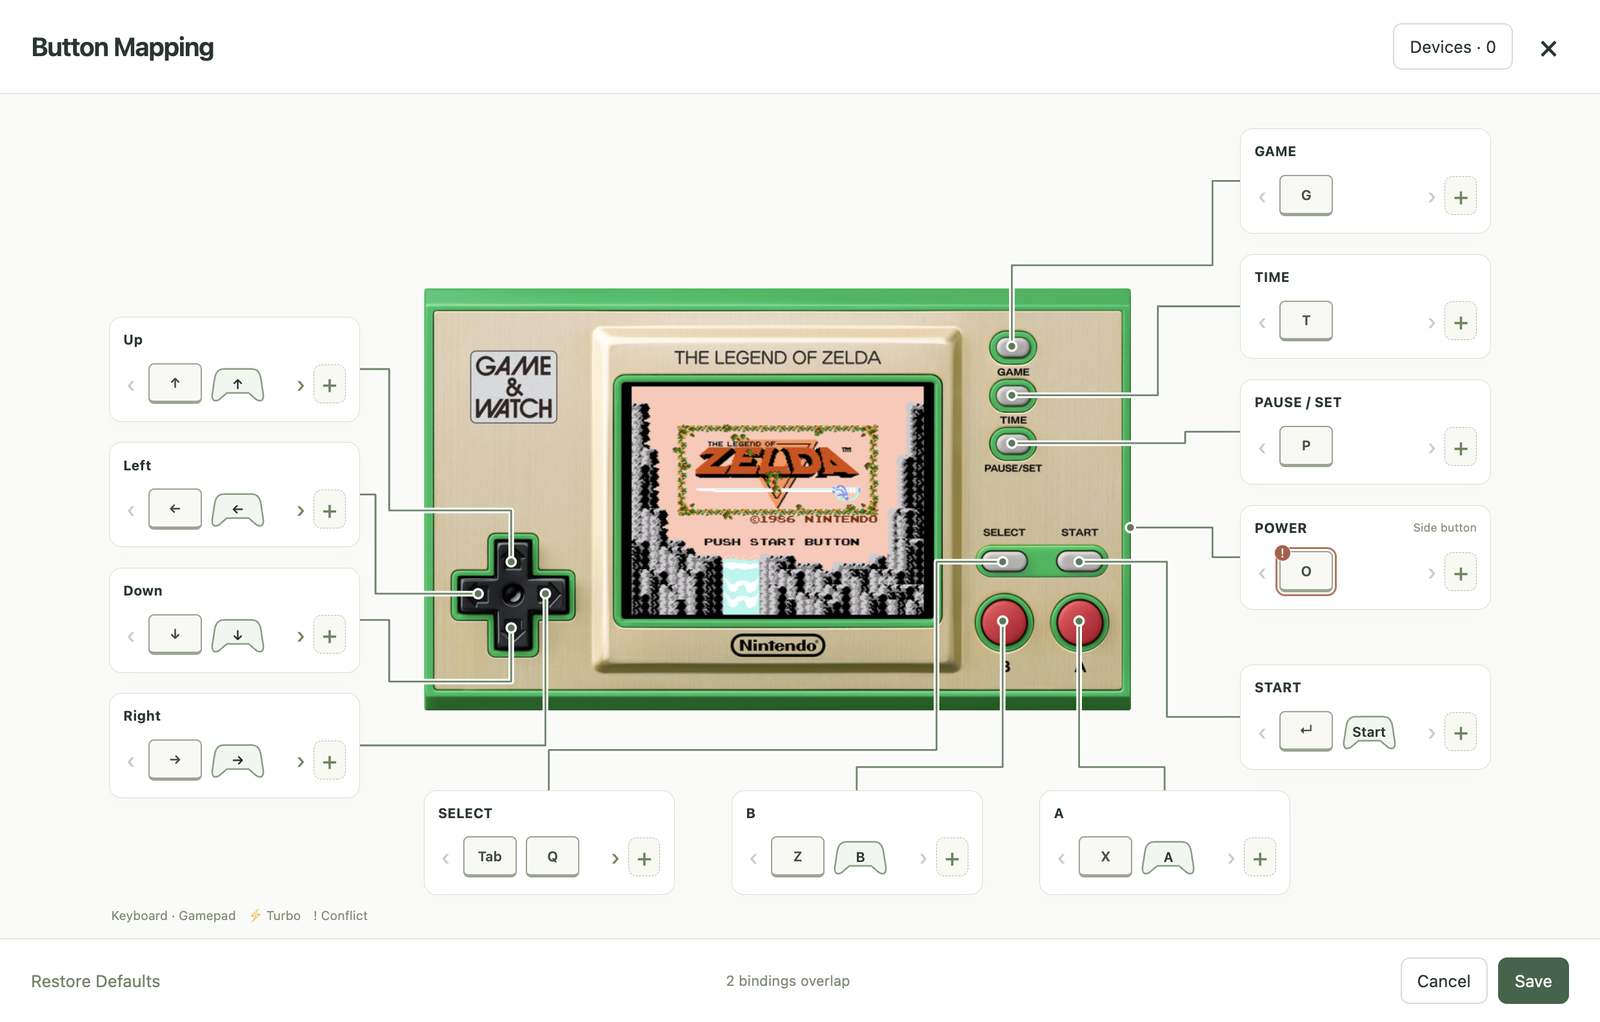 Button Mapping
Devices · 0
GAME
G
TIME
T
PAUSE / SET
P
POWER
Side button
!
O
START
↵
Start
Up
↑
↑
Left
←
←
Down
↓
↓
Right
→
→
GAME
&
WATCH
THE LEGEND OF ZELDA
THE LEGEND OF
ZELDA™
©1986 NINTENDO
PUSH START BUTTON
Nintendo
GAME
TIME
PAUSE/SET
SELECT
START
B
A
SELECT
Tab
Q
B
Z
B
A
X
A
Keyboard · Gamepad ⚡ Turbo ! Conflict
Restore Defaults
2 bindings overlap
Cancel
Save